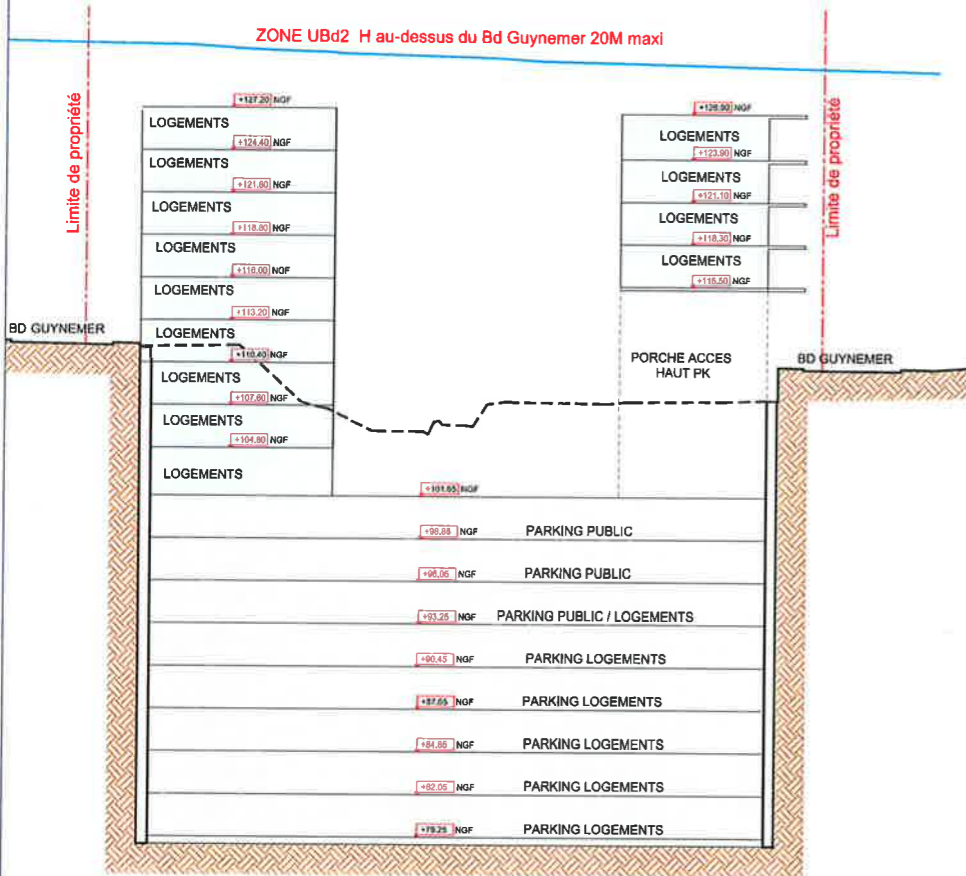 ZONE UBd2 H au-dessus du Bd Guynemer 20M maxi
Limite de propriété
Limite de propriété
+127.20 NGF
LOGEMENTS
+124.40 NGF
LOGEMENTS
+121.60 NGF
LOGEMENTS
+118.80 NGF
LOGEMENTS
+116.00 NGF
LOGEMENTS
+113.20 NGF
BD GUYNEMER
LOGEMENTS
+110.40 NGF
LOGEMENTS
+107.60 NGF
LOGEMENTS
+104.80 NGF
LOGEMENTS
NGF
LOGEMENTS
+123.90 NGF
LOGEMENTS
+121.10 NGF
LOGEMENTS
+118.30 NGF
LOGEMENTS
+115.50 NGF
PORCHE ACCES
HAUT PK
BD GUYNEMER
+101.65 NGF
NGF PARKING PUBLIC
+96.05 NGF PARKING PUBLIC
+93.25 NGF PARKING PUBLIC / LOGEMENTS
+90.45 NGF PARKING LOGEMENTS
+87.65 NGF PARKING LOGEMENTS
NGF PARKING LOGEMENTS
+82.05 NGF PARKING LOGEMENTS
+79.25 NGF PARKING LOGEMENTS